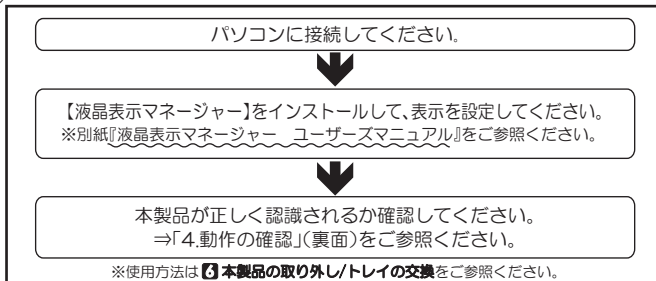 パソコンに接続してください。
【液晶表示マネージャー】をインストールして、表示を設定してください。
※別紙『液晶表示マネージャー　ユーザーズマニュアル』をご参照ください。
本製品が正しく認識されるか確認してください。
⇒「4.動作の確認」(裏面)をご参照ください。
※使用方法は 6 本製品の取り外し/トレイの交換をご参照ください。